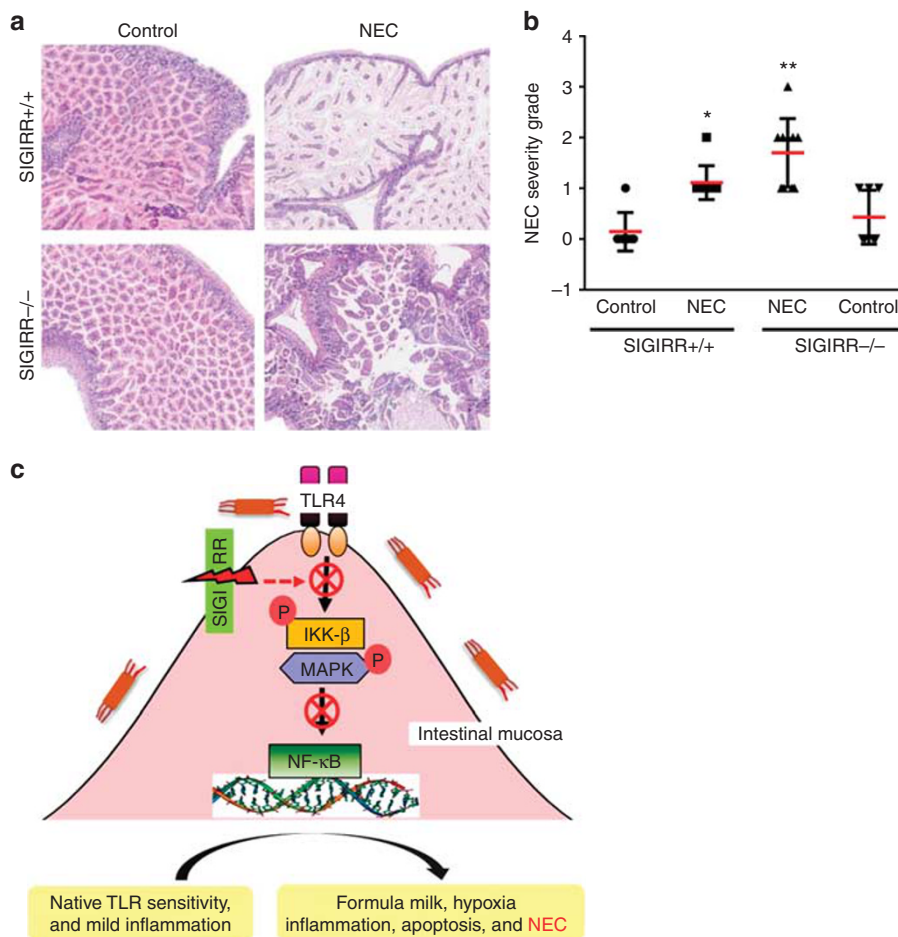 a
Control
NEC
SIGIRR+/+
SIGIRR–/–
b
NEC severity grade
4
3
2
1
0
–1
*
**
Control
NEC
NEC
Control
SIGIRR+/+
SIGIRR–/–
c
TLR4
SIGI RR
P
IKK-β
MAPK
P
NF-κB
Intestinal mucosa
Native TLR sensitivity,
and mild inflammation
Formula milk, hypoxia
inflammation, apoptosis, and NEC